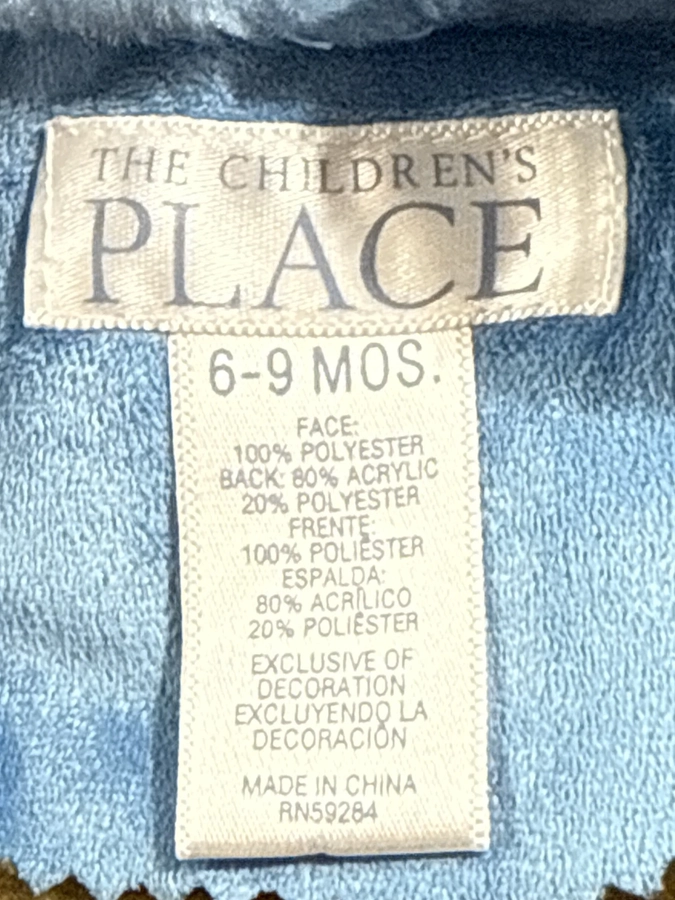 THE CHILDREN'S
PLACE
6-9 MOS.
FACE:
100% POLYESTER
BACK: 80% ACRYLIC
20% POLYESTER
FRENTE:
100% POLIÉSTER
ESPALDA:
80% ACRÍLICO
20% POLIÉSTER
EXCLUSIVE OF
DECORATION
EXCLUYENDO LA
DECORACIÓN
MADE IN CHINA
RN59284